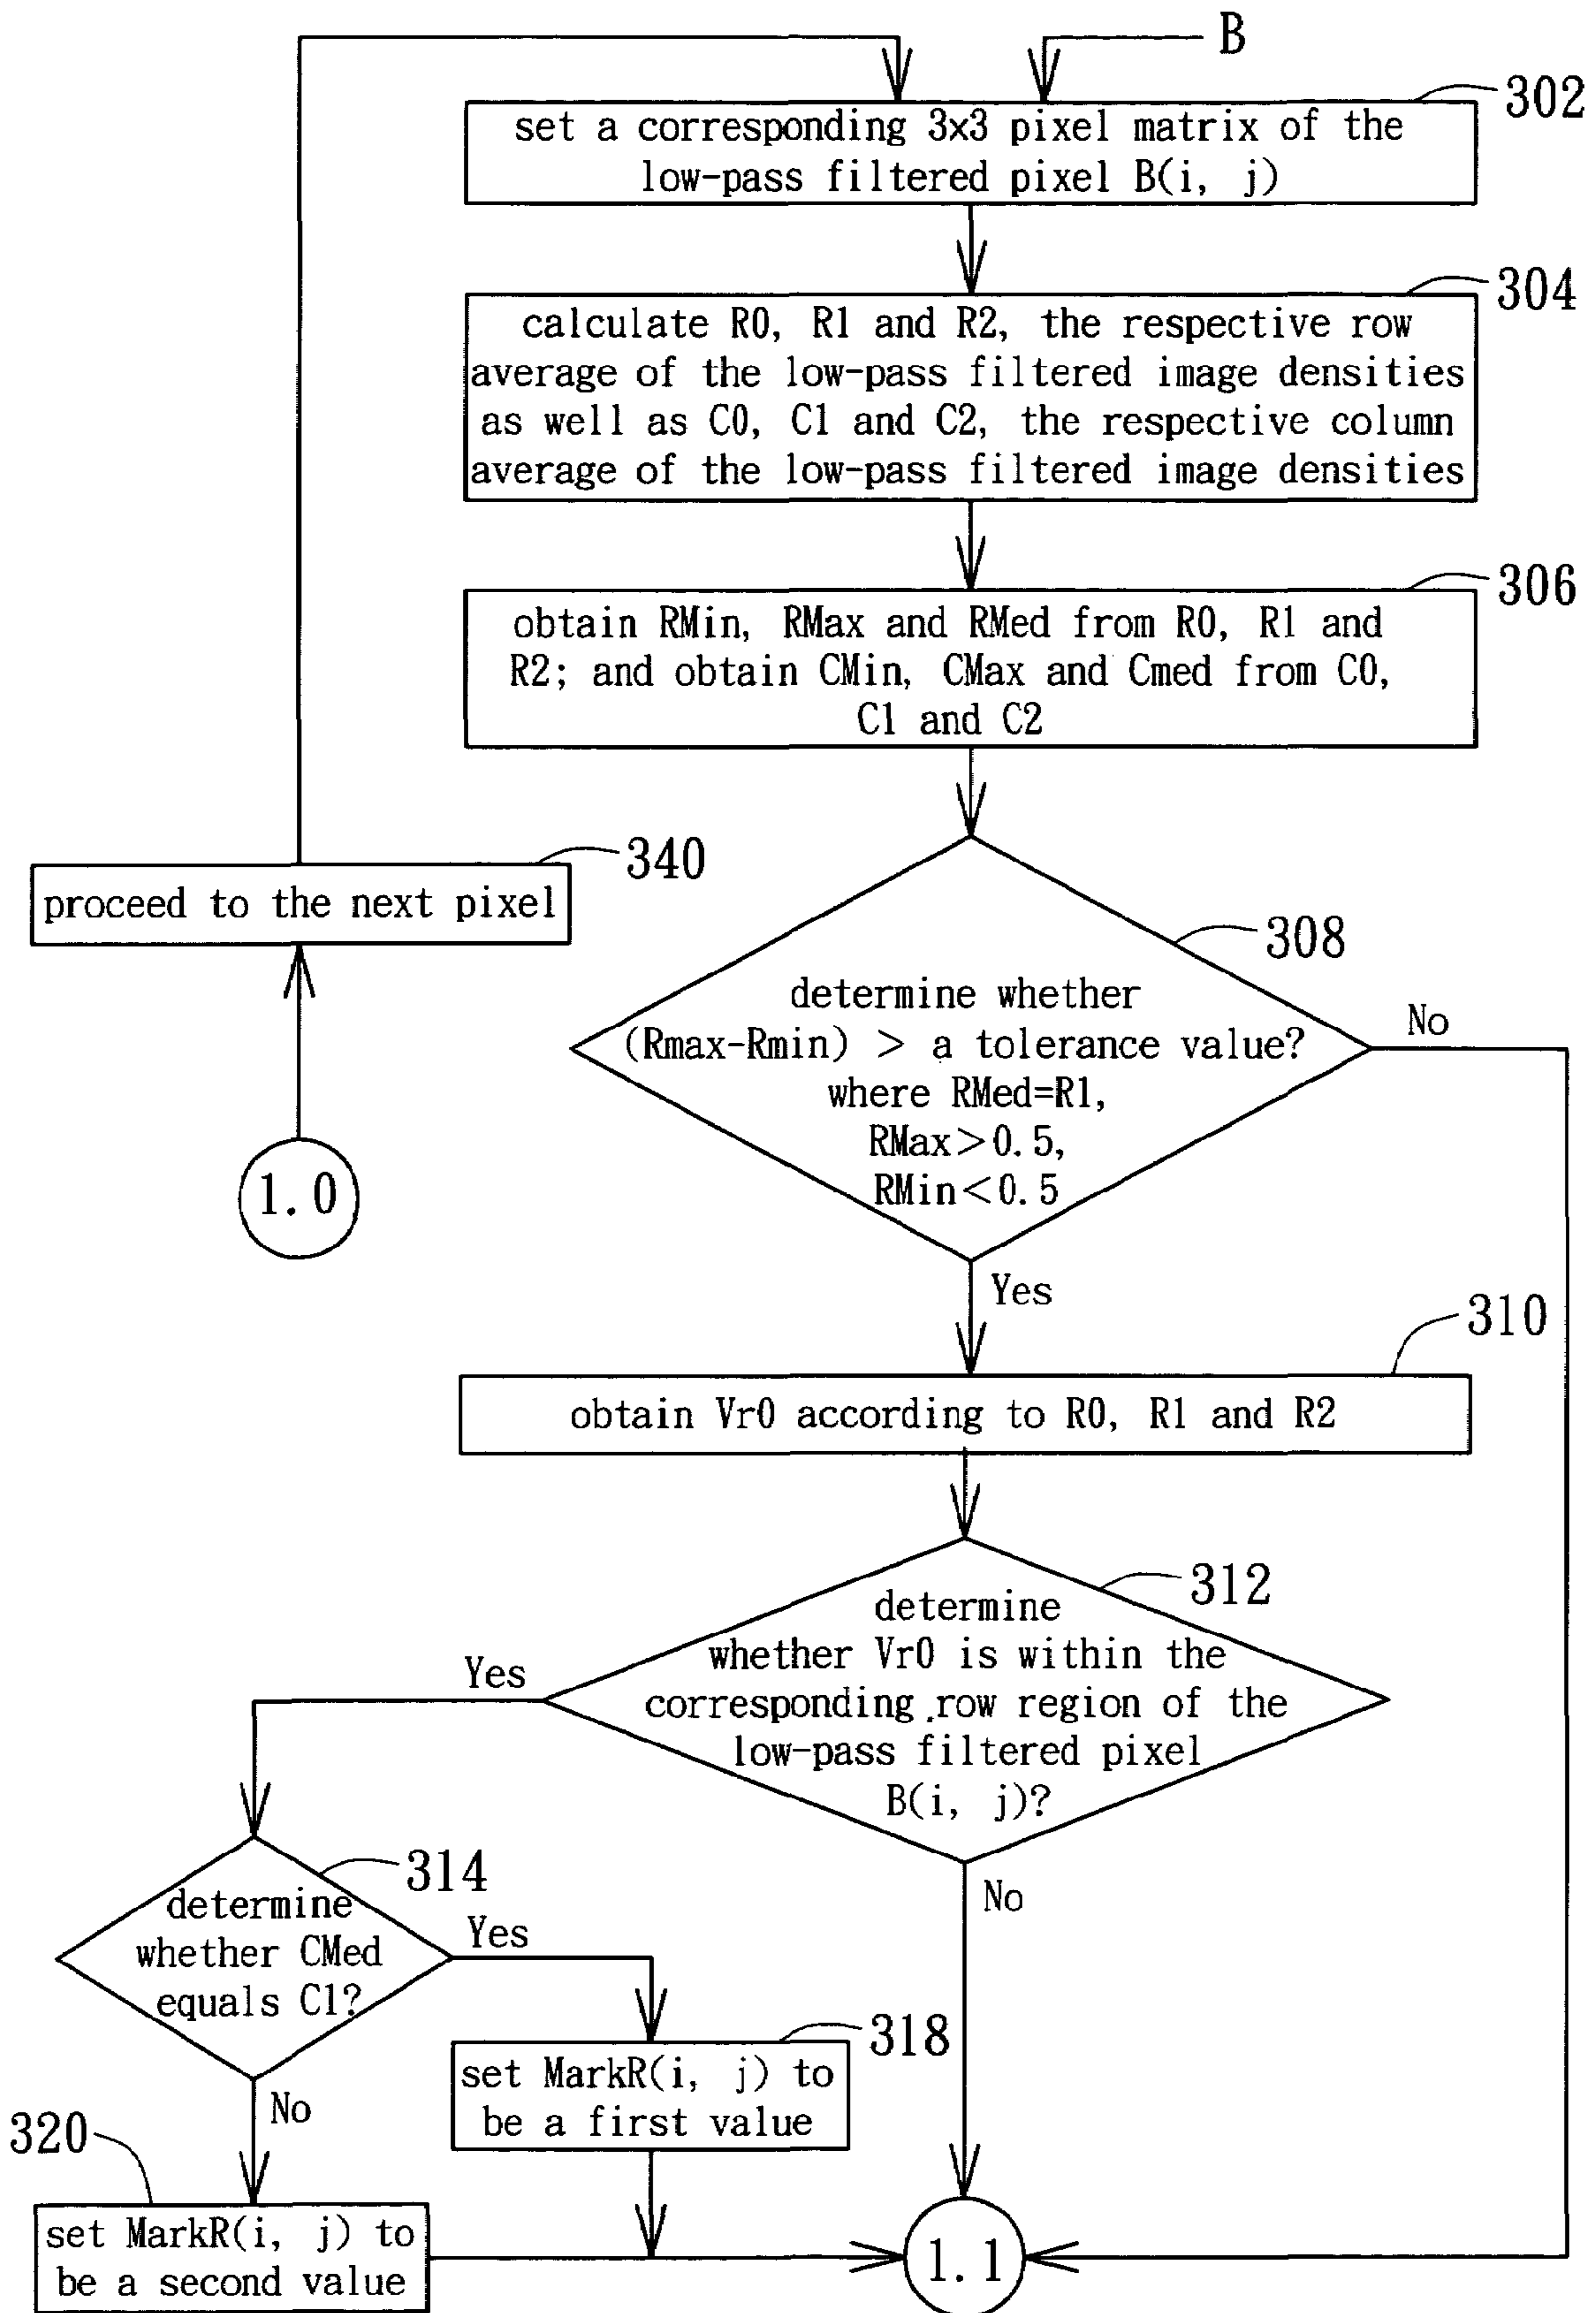 B
302
set a corresponding 3×3 pixel matrix of the
low-pass filtered pixel B(i, j)
304
calculate R0, R1 and R2, the respective row
average of the low-pass filtered image densities
as well as C0, C1 and C2, the respective column
average of the low-pass filtered image densities
306
obtain RMin, RMax and RMed from R0, R1 and
R2; and obtain CMin, CMax and Cmed from C0,
C1 and C2
340
proceed to the next pixel
1.0
308
determine whether
(Rmax-Rmin) > a tolerance value?
where RMed=R1,
RMax>0.5,
RMin<0.5
No
Yes
310
obtain Vr0 according to R0, R1 and R2
312
determine
whether Vr0 is within the
corresponding row region of the
low-pass filtered pixel
B(i, j)?
Yes
No
314
determine
whether CMed
equals C1?
Yes
No
318
set MarkR(i, j) to
be a first value
320
set MarkR(i, j) to
be a second value
1.1